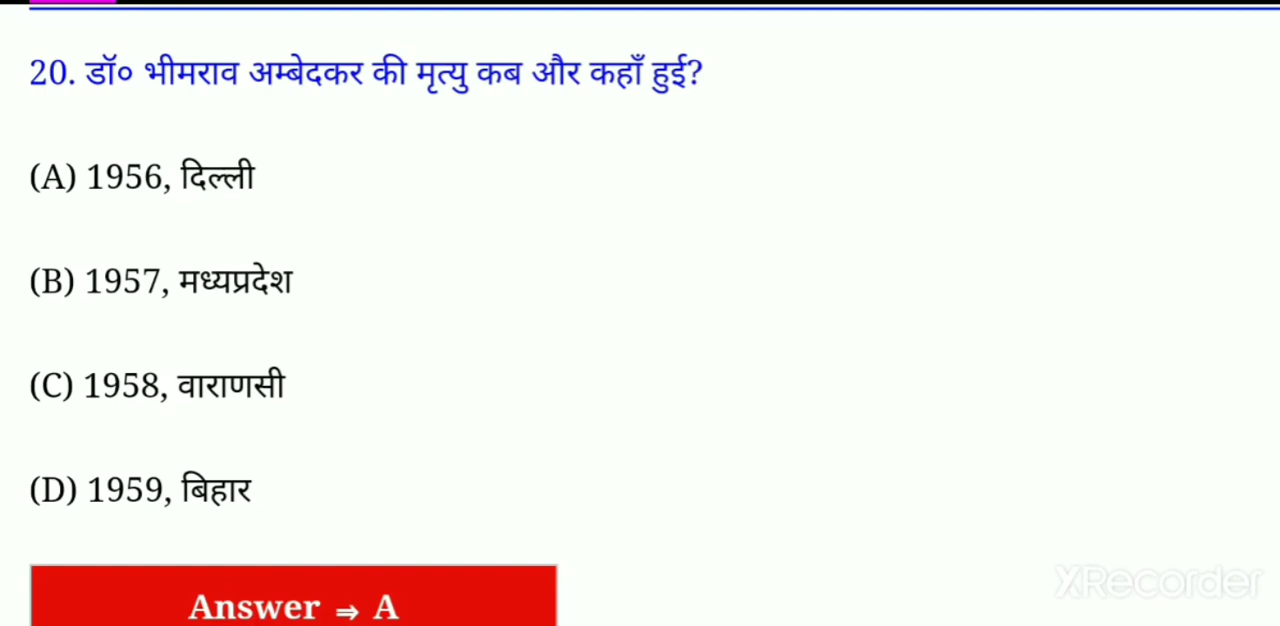 20. डॉ० भीमराव अम्बेदकर की मृत्यु कब और कहाँ हुई?
(A) 1956, दिल्ली
(B) 1957, मध्यप्रदेश
(C) 1958, वाराणसी
(D) 1959, बिहार
Answer ⇒ A
XRecorder